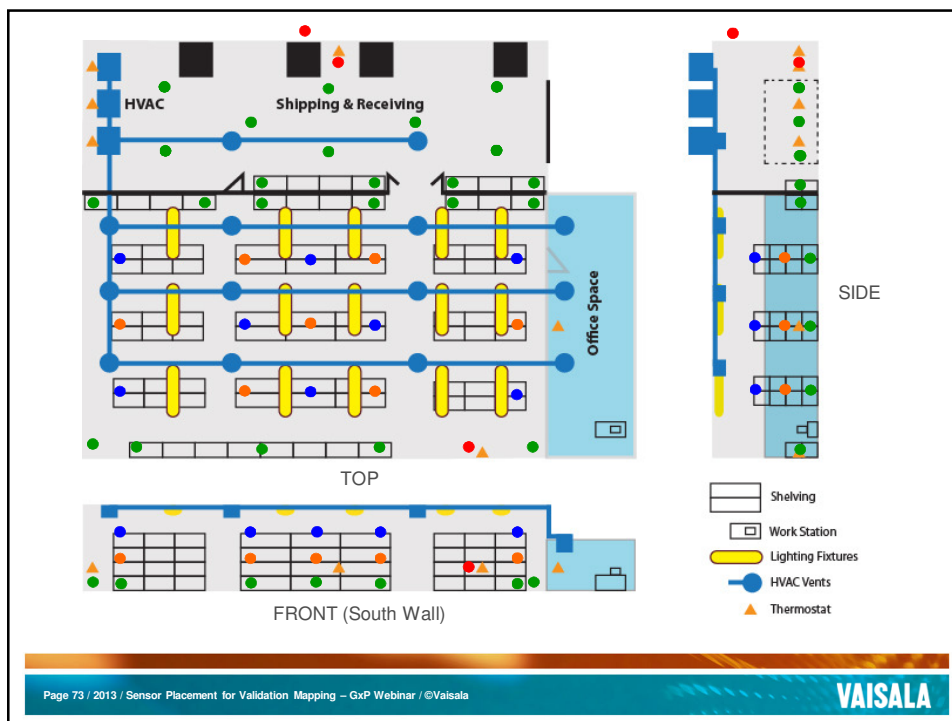 HVAC
Shipping & Receiving
Office Space
TOP
SIDE
FRONT (South Wall)
Shelving
Work Station
Lighting Fixtures
HVAC Vents
Thermostat
Page 73 / 2013 / Sensor Placement for Validation Mapping – GxP Webinar / ©Vaisala
VAISALA